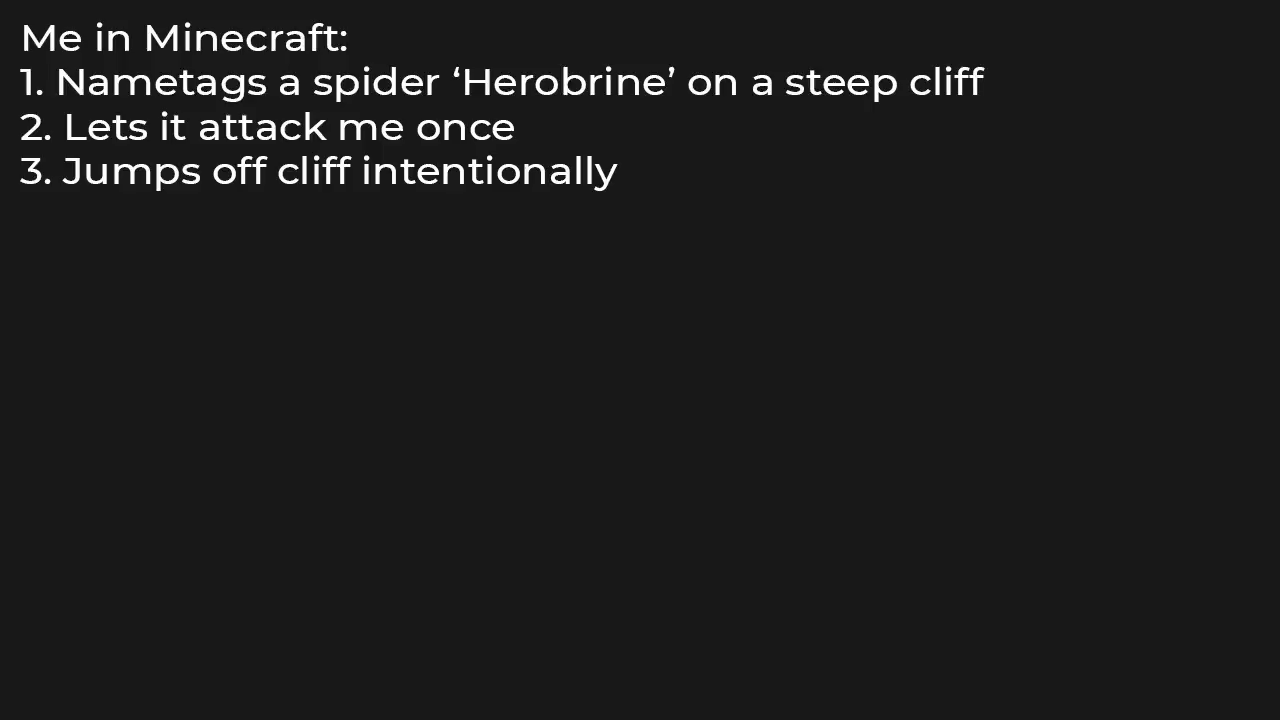 Me in Minecraft:
1. Nametags a spider ‘Herobrine’ on a steep cliff
2. Lets it attack me once
3. Jumps off cliff intentionally